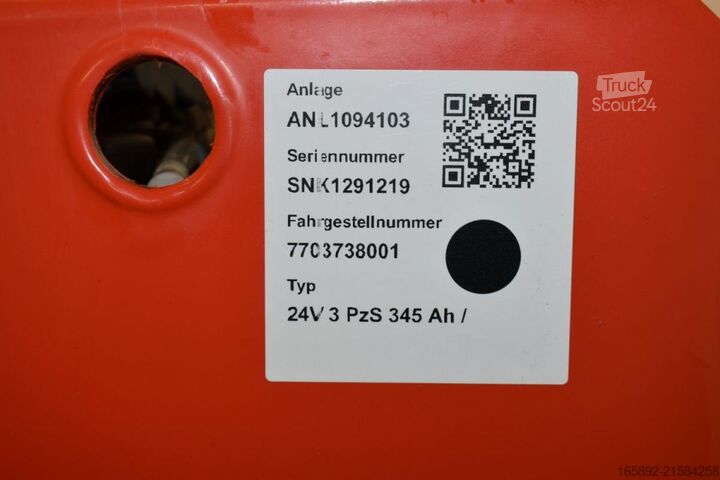 Anlage
ANL1094103
Seriennummer
SNK1291219
Fahrgestellnummer
7703738001
Typ
24V 3 PzS 345 Ah /
Truck
Scout24
165892-21584258